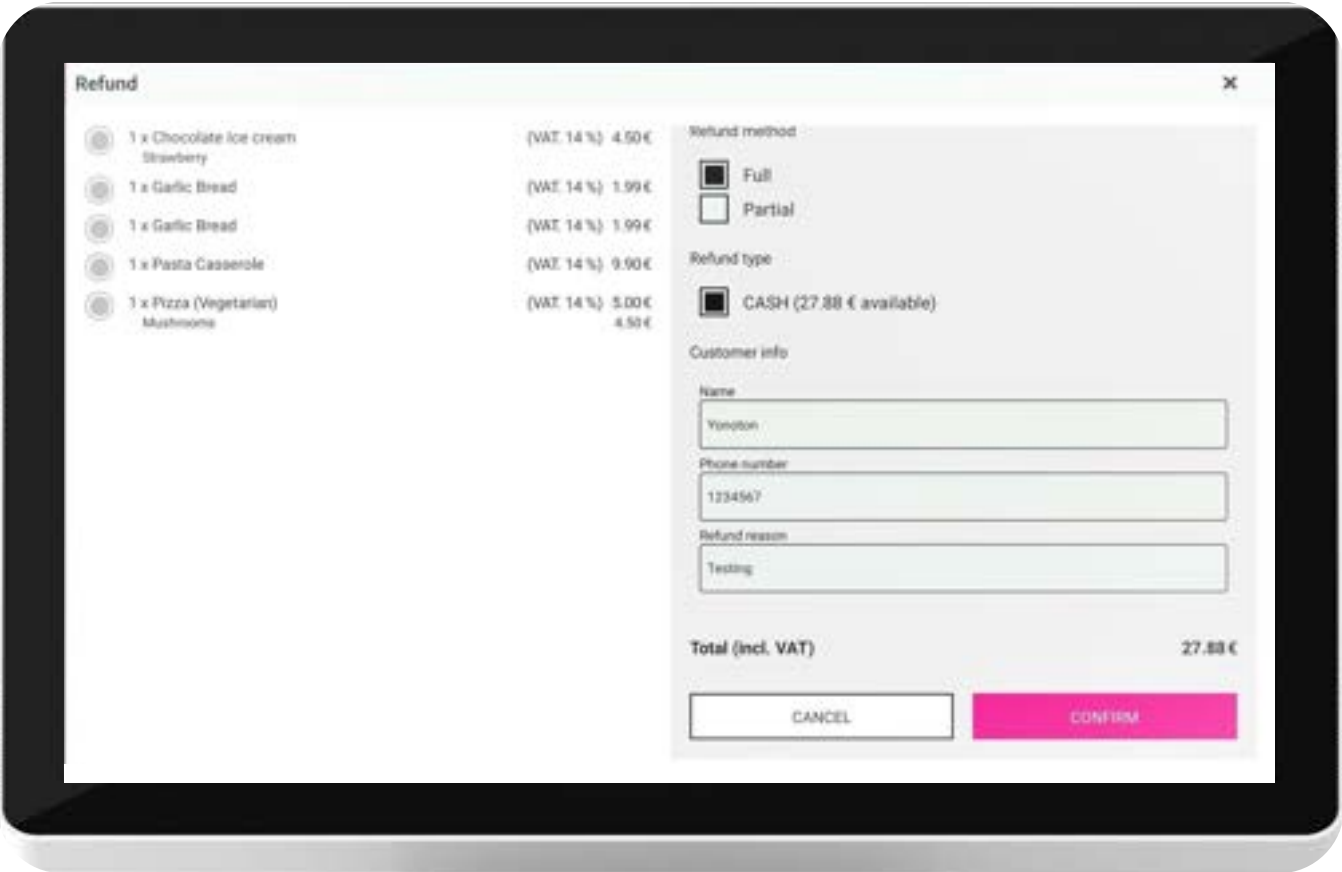 Refund
1 x Chocolate Ice cream (VAT. 14 %) 4.50 €
Strawberry
1 x Garlic Bread (VAT. 14 %) 1.99 €
1 x Garlic Bread (VAT. 14 %) 1.99 €
1 x Pasta Casserole (VAT. 14 %) 9.90 €
1 x Pizza (Vegetarian) (VAT. 14 %) 5.00 €
Mushrooms 4.50 €
Refund method
Full
Partial
Refund type
CASH (27.88 € available)
Customer info
Name
Yonoton
Phone number
1234567
Refund reason
Testing
Total (incl. VAT) 27.88 €
CANCEL
CONFIRM